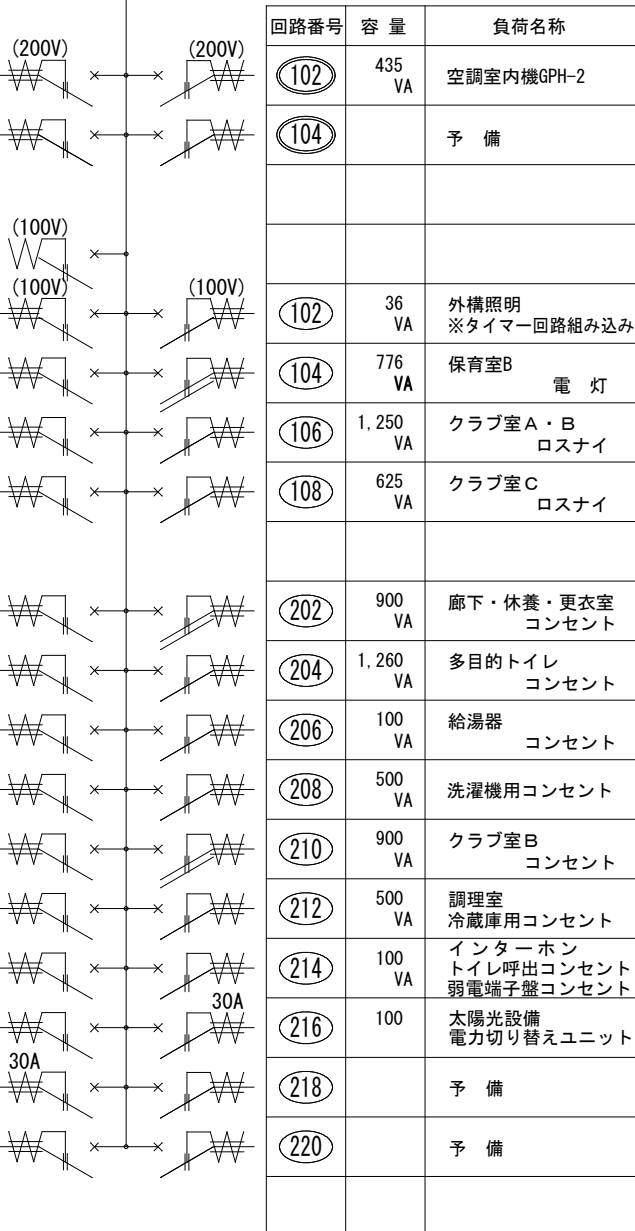 回路番号 容 量 負荷名称
(200V) (200V)
102 435 VA 空調室内機GPH-2
104 予 備
(100V)
(100V) (100V)
102 36 VA 外構照明
※タイマー回路組み込み
104 776 VA 保育室B
電 灯
106 1,250 VA クラブ室A・B
ロスナイ
108 625 VA クラブ室C
ロスナイ
202 900 VA 廊下・休養・更衣室
コンセント
204 1,260 VA 多目的トイレ
コンセント
206 100 VA 給湯器
コンセント
208 500 VA 洗濯機用コンセント
210 900 VA クラブ室B
コンセント
212 500 VA 調理室
冷蔵庫用コンセント
214 100 VA インターホン
トイレ呼出コンセント
弱電端子盤コンセント
30A
216 100 太陽光設備
電力切り替えユニット
30A
218 予 備
220 予 備